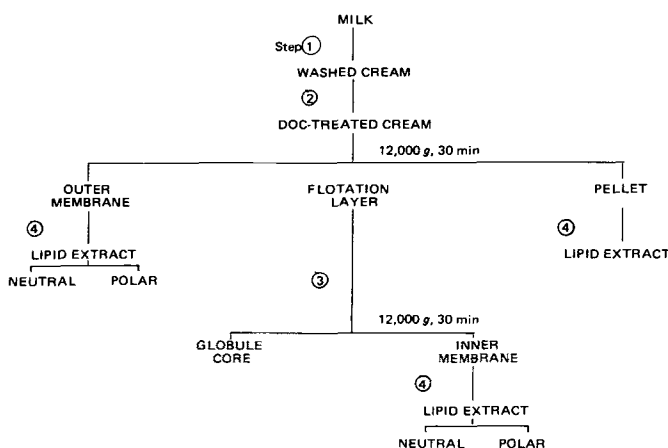 MILK
Step ①
WASHED CREAM
②
DOC-TREATED CREAM
12,000 g, 30 min
OUTER
MEMBRANE
FLOTATION
LAYER
PELLET
④
LIPID EXTRACT
NEUTRAL POLAR
④
LIPID EXTRACT
③
12,000 g, 30 min
GLOBULE
CORE
INNER
MEMBRANE
④
LIPID EXTRACT
NEUTRAL POLAR